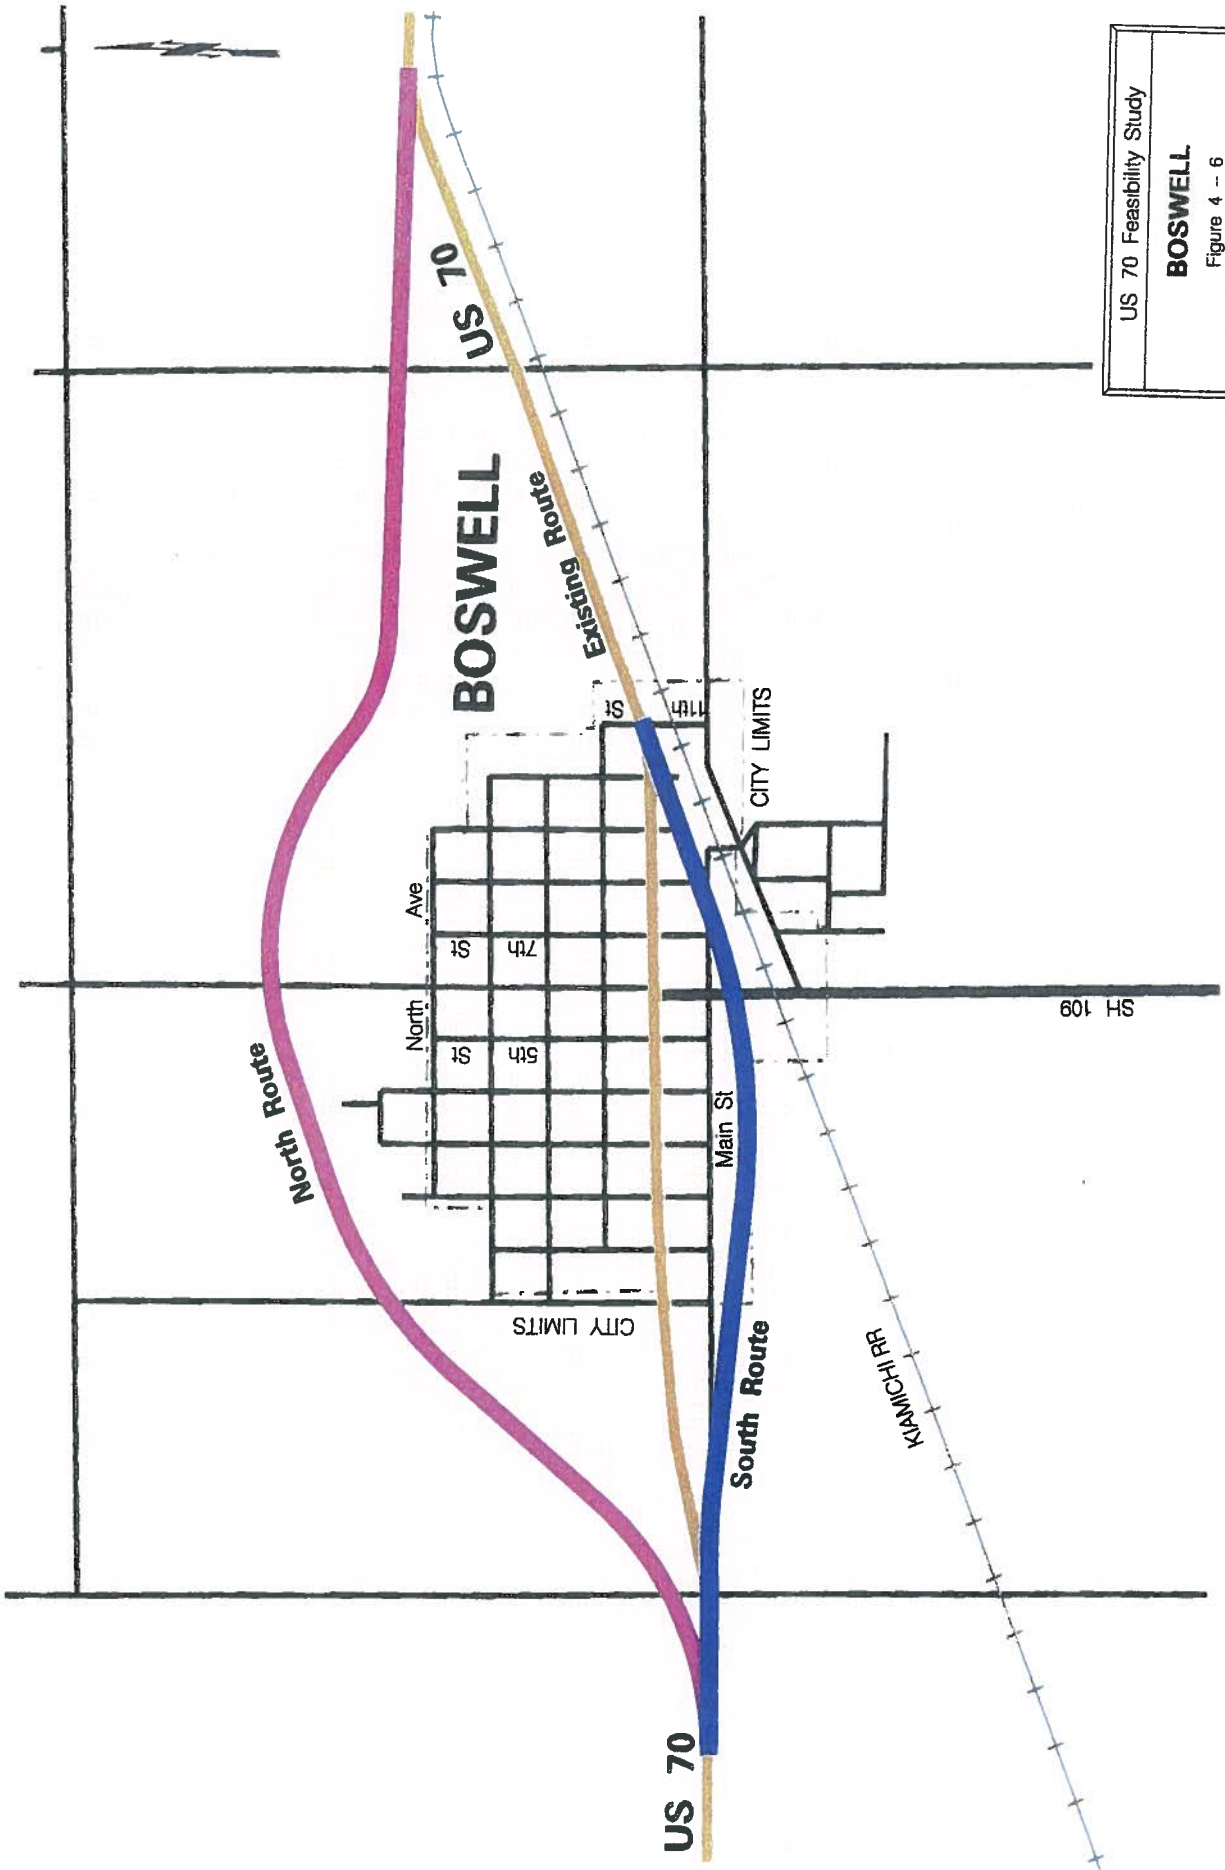 US 70
BOSWELL
Existing Route
North Route
North Ave
5th St
7th St
11th St
CITY LIMITS
CITY LIMITS
Main St
South Route
US 70
SH 109
KIAMICHI RR
US 70 Feasibility Study
BOSWELL
Figure 4 -- 6